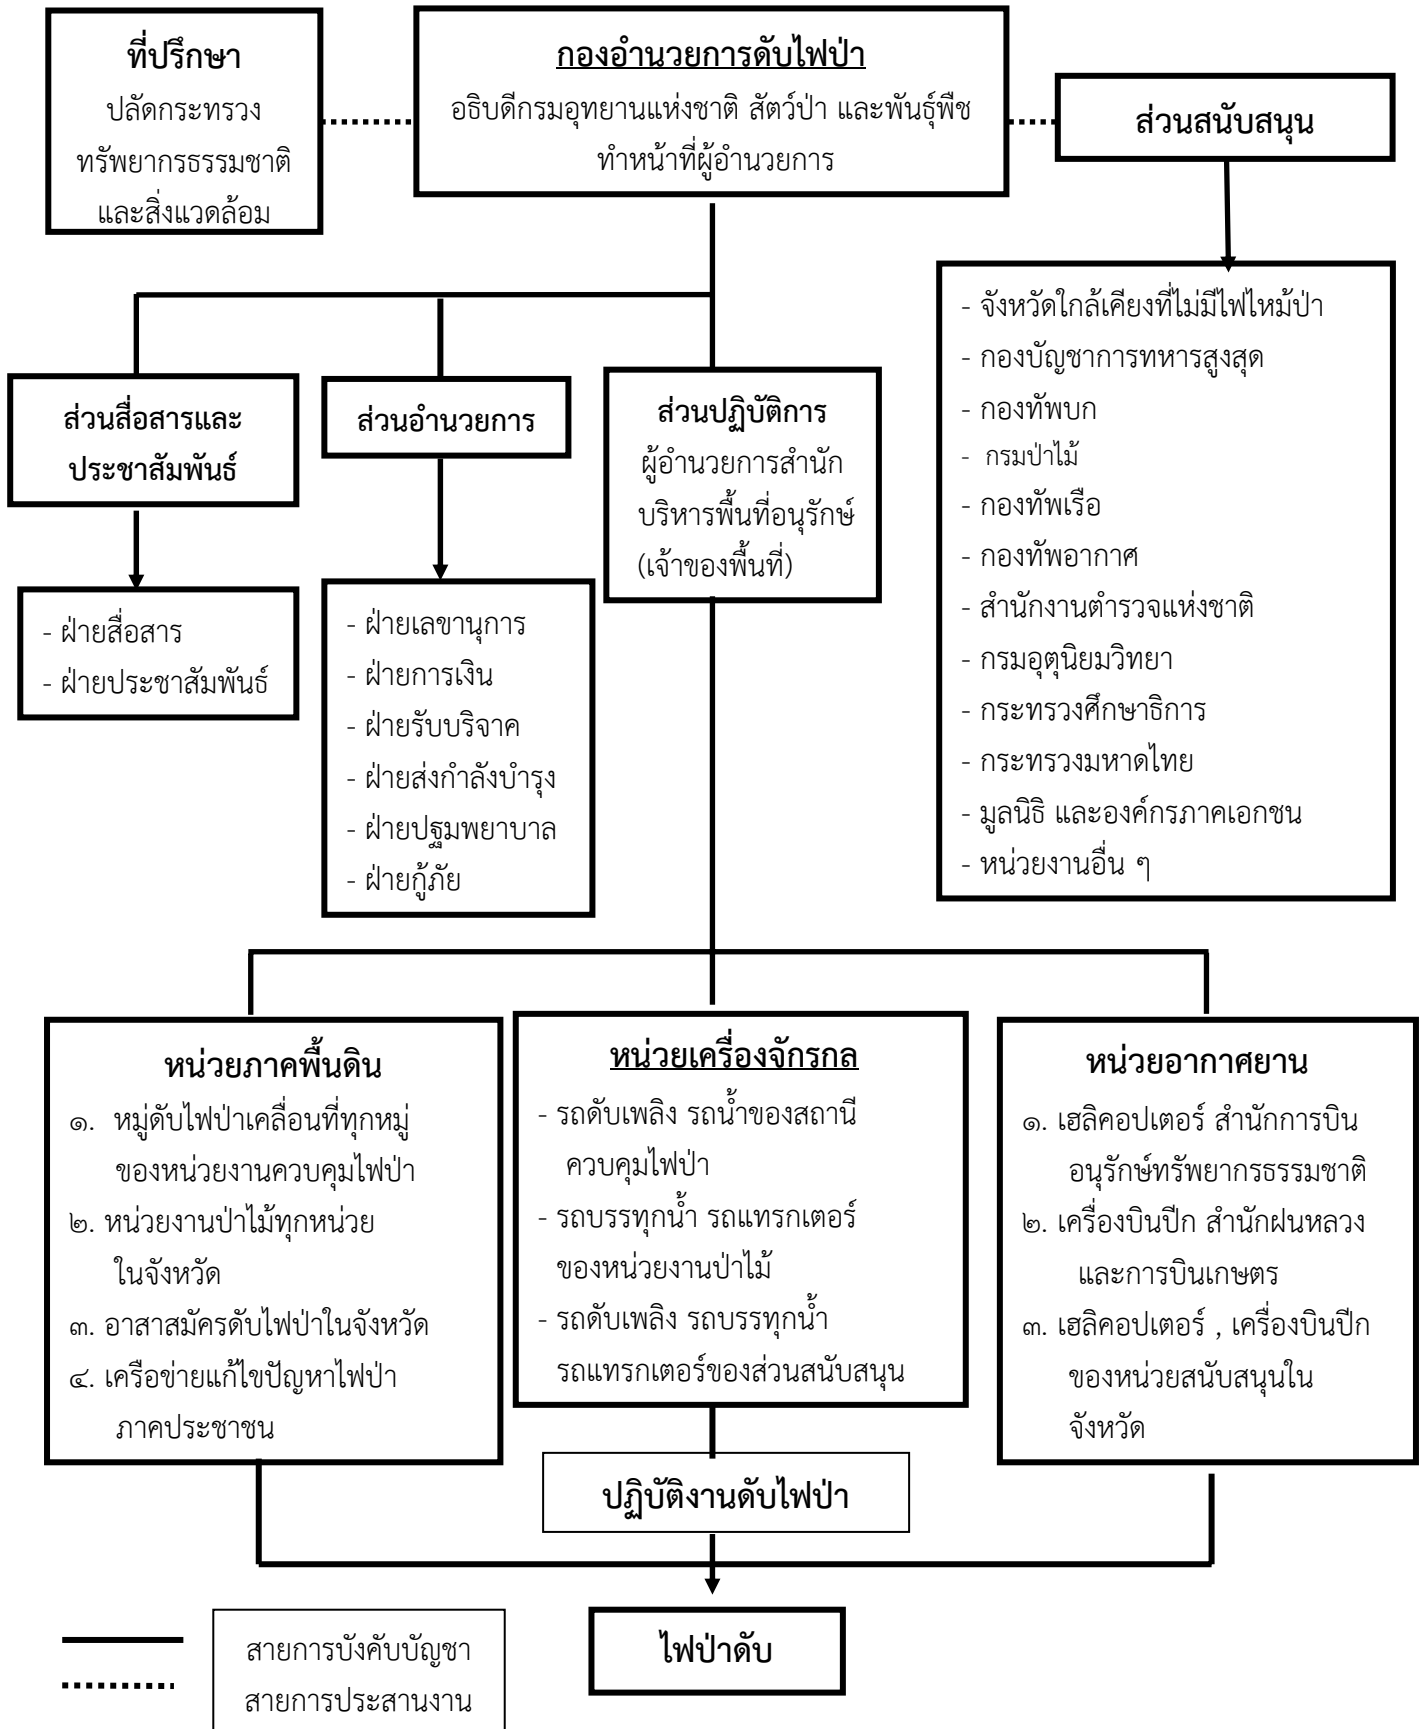 ที่ปรึกษา
ปลัดกระทรวง
ทรัพยากรธรรมชาติ
และสิ่งแวดล้อม
กองอำนวยการดับไฟป่า
อธิบดีกรมอุทยานแห่งชาติ สัตว์ป่า และพันธุ์พืช
ทำหน้าที่ผู้อำนวยการ
ส่วนสนับสนุน
- จังหวัดใกล้เคียงที่ไม่มีไฟไหม้ป่า
- กองบัญชาการทหารสูงสุด
- กองทัพบก
- กรมป่าไม้
- กองทัพเรือ
- กองทัพอากาศ
- สำนักงานตำรวจแห่งชาติ
- กรมอุตุนิยมวิทยา
- กระทรวงศึกษาธิการ
- กระทรวงมหาดไทย
- มูลนิธิ และองค์กรภาคเอกชน
- หน่วยงานอื่น ๆ
ส่วนสื่อสารและ
ประชาสัมพันธ์
- ฝ่ายสื่อสาร
- ฝ่ายประชาสัมพันธ์
ส่วนอำนวยการ
- ฝ่ายเลขานุการ
- ฝ่ายการเงิน
- ฝ่ายรับบริจาค
- ฝ่ายส่งกำลังบำรุง
- ฝ่ายปฐมพยาบาล
- ฝ่ายกู้ภัย
ส่วนปฏิบัติการ
ผู้อำนวยการสำนัก
บริหารพื้นที่อนุรักษ์
(เจ้าของพื้นที่)
หน่วยภาคพื้นดิน
๑. หมู่ดับไฟป่าเคลื่อนที่ทุกหมู่
ของหน่วยงานควบคุมไฟป่า
๒. หน่วยงานป่าไม้ทุกหน่วย
ในจังหวัด
๓. อาสาสมัครดับไฟป่าในจังหวัด
๔. เครือข่ายแก้ไขปัญหาไฟป่า
ภาคประชาชน
หน่วยเครื่องจักรกล
- รถดับเพลิง รถน้ำของสถานี
ควบคุมไฟป่า
- รถบรรทุกน้ำ รถแทรกเตอร์
ของหน่วยงานป่าไม้
- รถดับเพลิง รถบรรทุกน้ำ
รถแทรกเตอร์ของส่วนสนับสนุน
หน่วยอากาศยาน
๑. เฮลิคอปเตอร์ สำนักการบิน
อนุรักษ์ทรัพยากรธรรมชาติ
๒. เครื่องบินปีก สำนักฝนหลวง
และการบินเกษตร
๓. เฮลิคอปเตอร์ , เครื่องบินปีก
ของหน่วยสนับสนุนใน
จังหวัด
ปฏิบัติงานดับไฟป่า
ไฟป่าดับ
สายการบังคับบัญชา
สายการประสานงาน